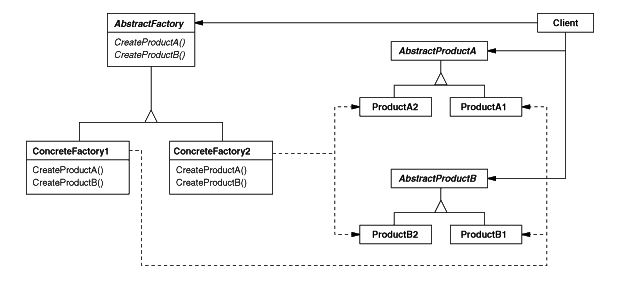 AbstractFactory
CreateProductA()
CreateProductB()
Client
AbstractProductA
ProductA2
ProductA1
ConcreteFactory1
CreateProductA()
CreateProductB()
ConcreteFactory2
CreateProductA()
CreateProductB()
AbstractProductB
ProductB2
ProductB1